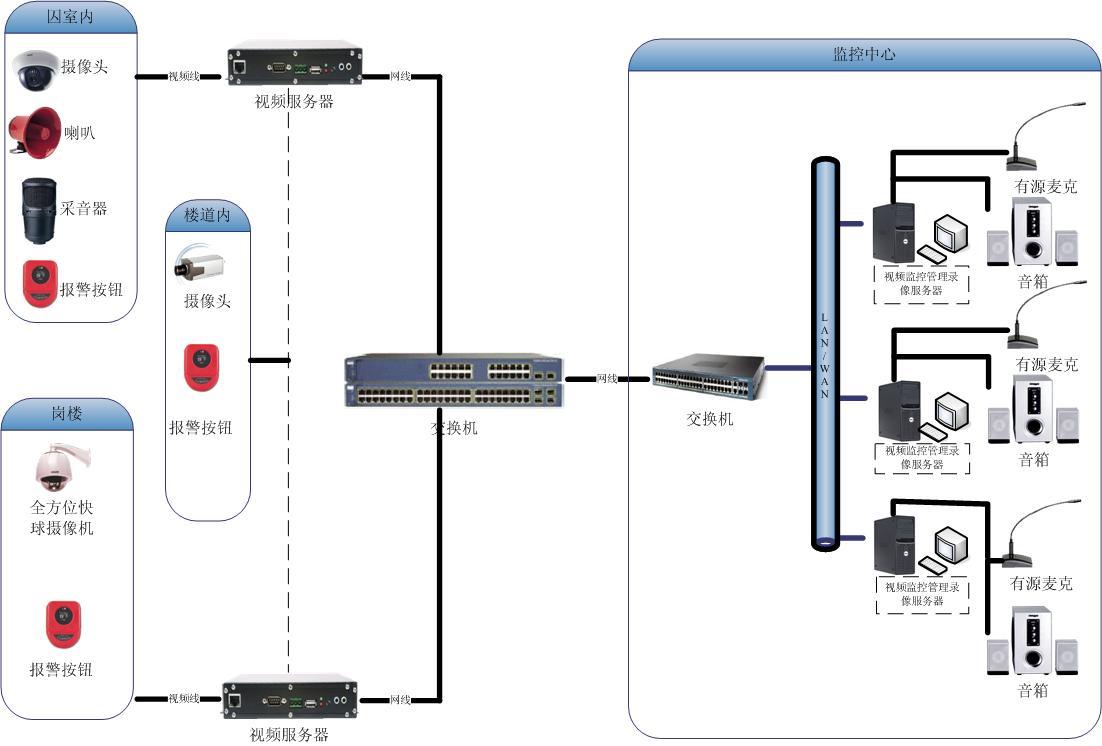 囚室内
摄像头
喇叭
采音器
报警按钮
视频线
视频服务器
网线
楼道内
摄像头
报警按钮
岗楼
全方位快
球摄像机
报警按钮
视频线
视频服务器
网线
交换机
网线
监控中心
交换机
LAN/WAN
有源麦克
视频监控管理录
像服务器
音箱
有源麦克
视频监控管理录
像服务器
音箱
有源麦克
视频监控管理录
像服务器
音箱